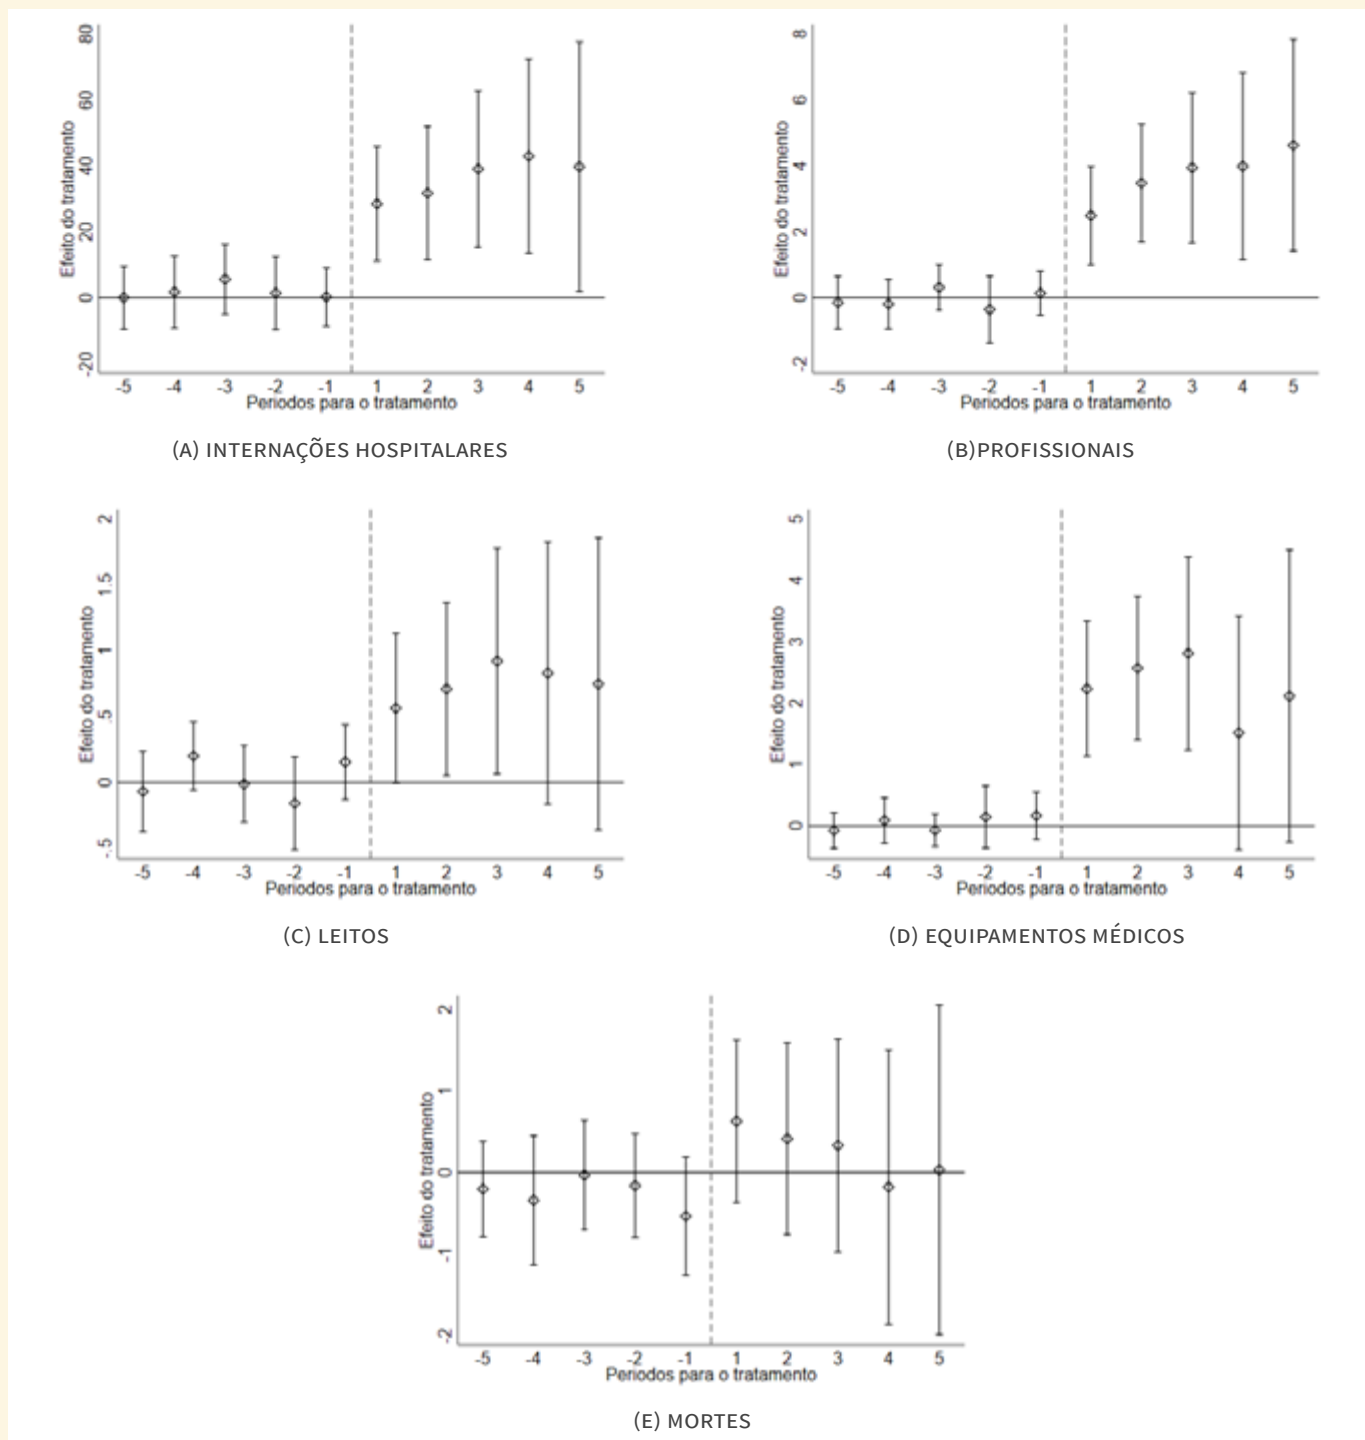 Efeito do tratamento
80
60
40
20
0
-20
-5 -4 -3 -2 -1 1 2 3 4 5
Periodos para o tratamento
(A) INTERNAÇÕES HOSPITALARES
Efeito do tratamento
8
6
4
2
0
-2
-5 -4 -3 -2 -1 1 2 3 4 5
Periodos para o tratamento
(B)PROFISSIONAIS
Efeito do tratamento
2
1.5
1
.5
0
-.5
-5 -4 -3 -2 -1 1 2 3 4 5
Periodos para o tratamento
(C) LEITOS
Efeito do tratamento
5
4
3
2
1
0
-5 -4 -3 -2 -1 1 2 3 4 5
Periodos para o tratamento
(D) EQUIPAMENTOS MÉDICOS
Efeito do tratamento
2
1
0
-1
-2
-5 -4 -3 -2 -1 1 2 3 4 5
Periodos para o tratamento
(E) MORTES